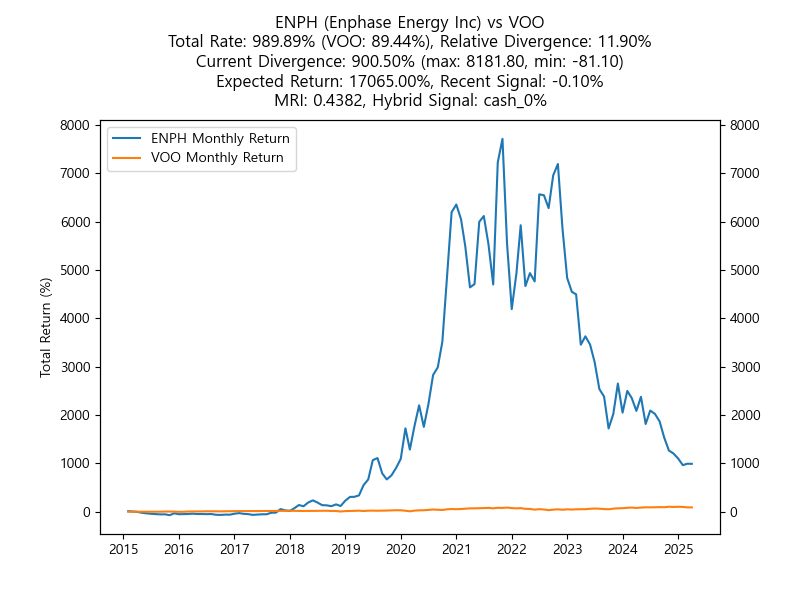 ENPH (Enphase Energy Inc) vs VOO
Total Rate: 989.89% (VOO: 89.44%), Relative Divergence: 11.90%
Current Divergence: 900.50% (max: 8181.80, min: -81.10)
Expected Return: 17065.00%, Recent Signal: -0.10%
MRI: 0.4382, Hybrid Signal: cash_0%
ENPH Monthly Return
VOO Monthly Return
Total Return (%)
8000
7000
6000
5000
4000
3000
2000
1000
0
8000
7000
6000
5000
4000
3000
2000
1000
0
2015 2016 2017 2018 2019 2020 2021 2022 2023 2024 2025